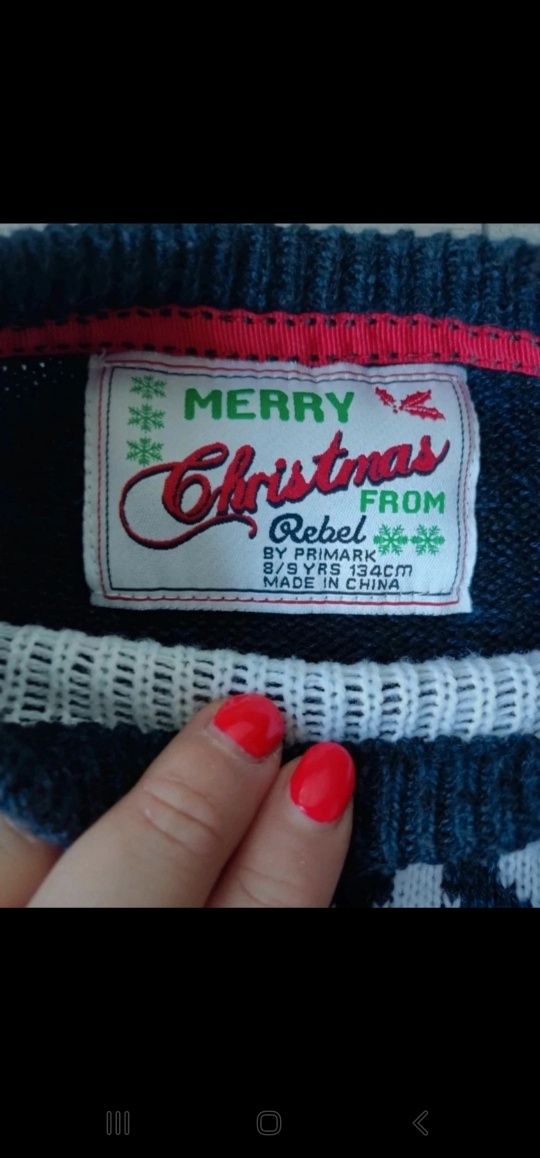 MERRY
Christmas
FROM
Rebel
BY PRIMARK
8/9 YRS 134cm
MADE IN CHINA